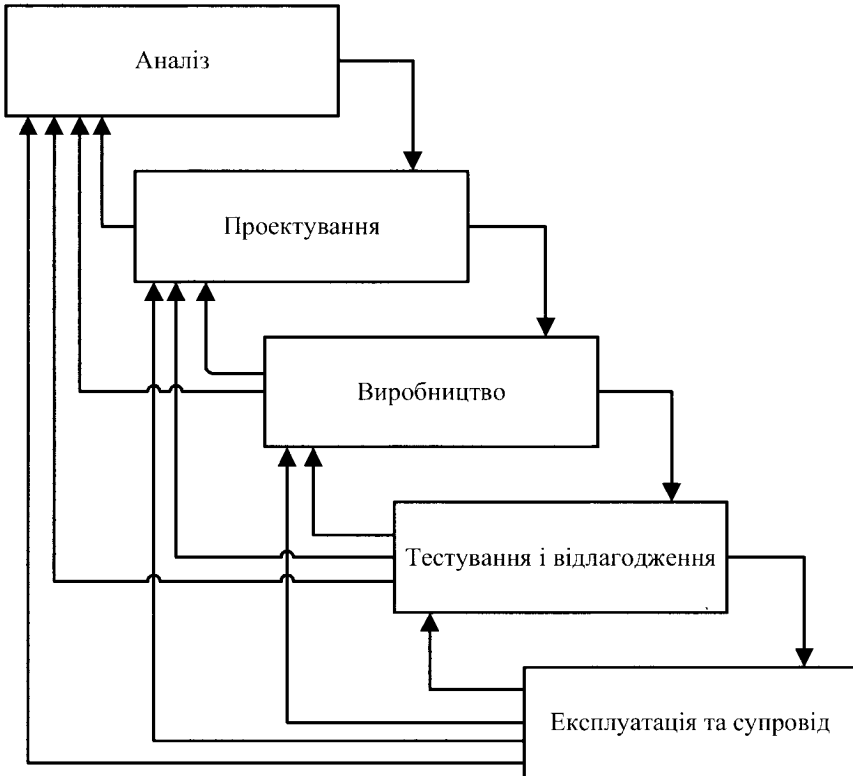 Аналіз
Проектування
Виробництво
Тестування і відлагодження
Експлуатація та супровід